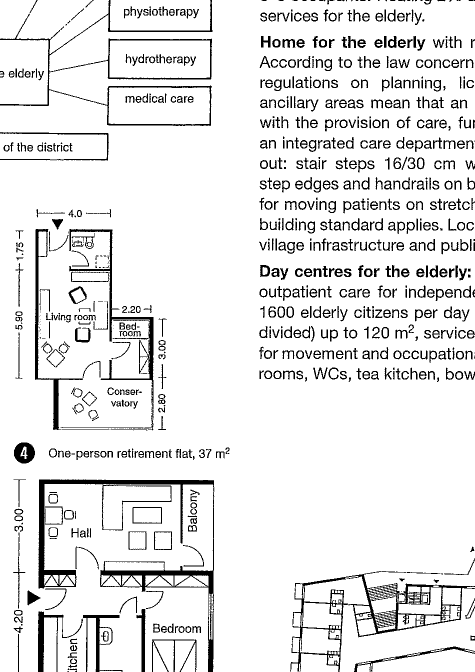 physiotherapy
e elderly
hydrotherapy
medical care
of the district
4.0
1.75
5.90
Living room
2.20
Bed-
room
3.00
Conser-
vatory
2.80
4 One-person retirement flat, 37 m²
3.00
Hall
Balcony
4.20
Kitchen
Bedroom
services for the elderly.
Home for the elderly with
According to the law concern
regulations on planning, lic
ancillary areas mean that an
with the provision of care, fur
an integrated care department
out: stair steps 16/30 cm w
step edges and handrails on b
for moving patients on stretch
building standard applies. Loc
village infrastructure and publi
Day centres for the elderly:
outpatient care for independe
1600 elderly citizens per day
divided) up to 120 m², service
for movement and occupationa
rooms, WCs, tea kitchen, bow